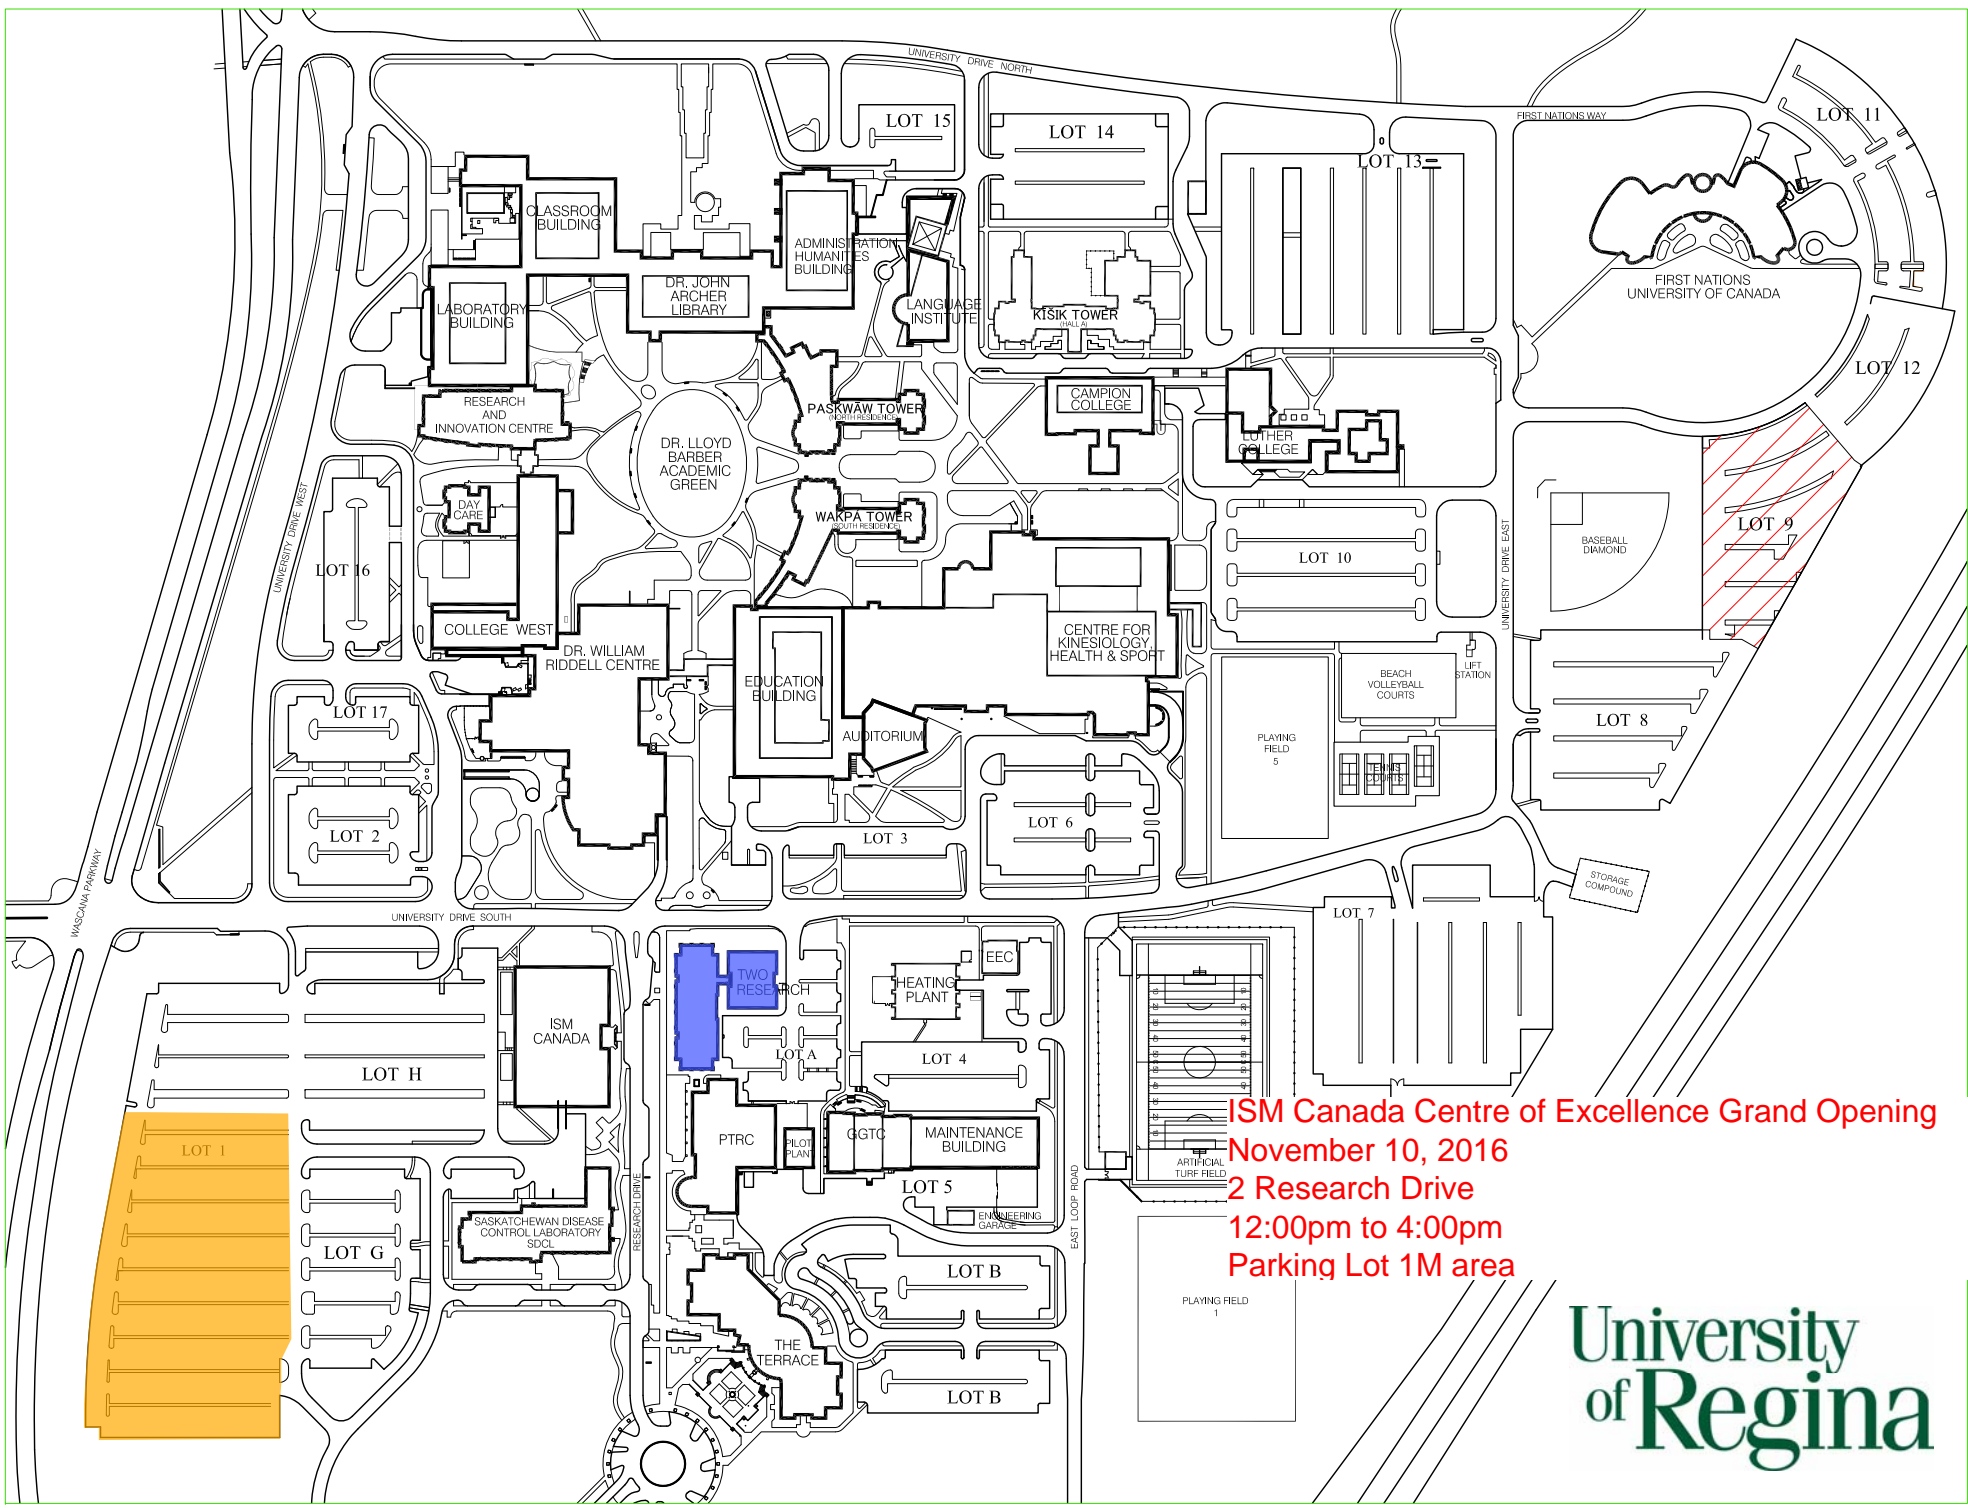 UNIVERSITY DRIVE NORTH
FIRST NATIONS WAY
LOT 11
LOT 15
LOT 14
LOT 13
CLASSROOM
BUILDING
ADMINISTRATION
HUMANITIES
BUILDING
DR. JOHN
ARCHER
LIBRARY
LABORATORY
BUILDING
LANGUAGE
INSTITUTE
KĪSIK TOWER
(HALL A)
FIRST NATIONS
UNIVERSITY OF CANADA
LOT 12
RESEARCH
AND
INNOVATION CENTRE
PASKWĀW TOWER
(NORTH RESIDENCE)
CAMPION
COLLEGE
LUTHER
COLLEGE
DR. LLOYD
BARBER
ACADEMIC
GREEN
DAY
CARE
WAKPÁ TOWER
(SOUTH RESIDENCE)
UNIVERSITY DRIVE WEST
LOT 16
LOT 10
UNIVERSITY DRIVE EAST
BASEBALL
DIAMOND
LOT 9
COLLEGE WEST
DR. WILLIAM
RIDDELL CENTRE
CENTRE FOR
KINESIOLOGY,
HEALTH & SPORT
EDUCATION
BUILDING
AUDITORIUM
BEACH
VOLLEYBALL
COURTS
LIFT
STATION
LOT 17
LOT 8
PLAYING
FIELD
5
TENNIS
COURTS
LOT 2
LOT 3
LOT 6
STORAGE
COMPOUND
WASCANA PARKWAY
UNIVERSITY DRIVE SOUTH
LOT 7
TWO
RESEARCH
HEATING
PLANT
EEC
ISM
CANADA
LOT A
LOT 4
LOT H
LOT 1
PTRC
PILOT
PLANT
GGTC
MAINTENANCE
BUILDING
ARTIFICIAL
TURF FIELD
ISM Canada Centre of Excellence Grand Opening
November 10, 2016
2 Research Drive
12:00pm to 4:00pm
Parking Lot 1M area
LOT 5
ENGINEERING
GARAGE
EAST LOOP ROAD
RESEARCH DRIVE
SASKATCHEWAN DISEASE
CONTROL LABORATORY
SDCL
LOT G
LOT B
PLAYING FIELD
1
THE
TERRACE
LOT B
University
of Regina